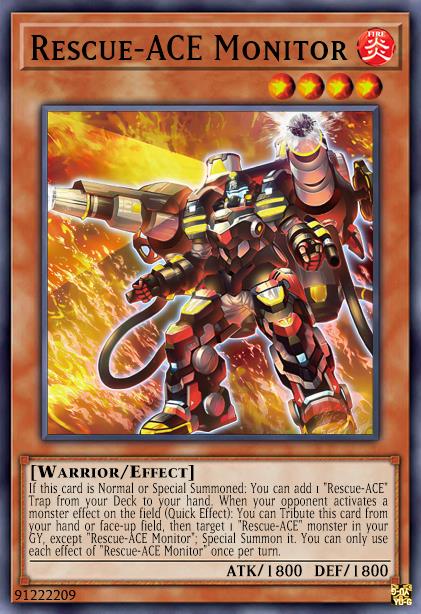 RESCUE-ACE MONITOR
FIRE
炎
[WARRIOR/EFFECT]
If this card is Normal or Special Summoned: You can add 1 "Rescue-ACE"
Trap from your Deck to your hand. When your opponent activates a
monster effect on the field (Quick Effect): You can Tribute this card from
your hand or face-up field, then target 1 "Rescue-ACE" monster in your
GY, except "Rescue-ACE Monitor"; Special Summon it. You can only use
each effect of "Rescue-ACE Monitor" once per turn.
ATK/1800 DEF/1800
91222209